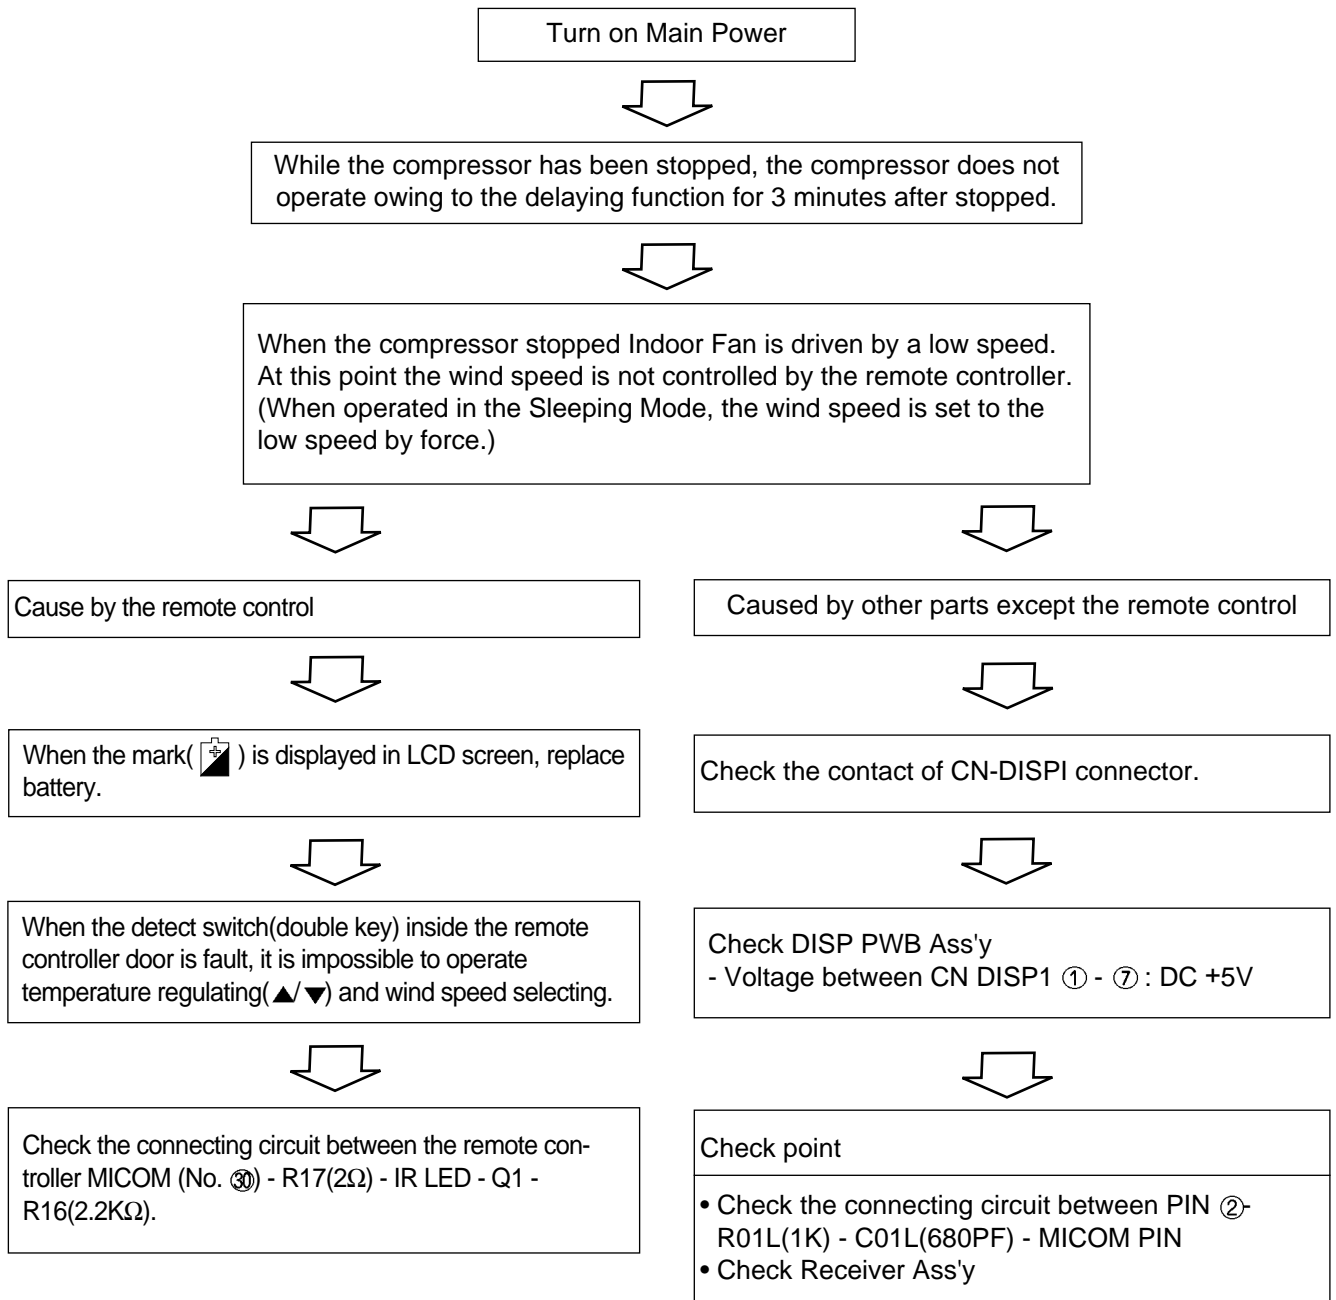 Turn on Main Power
While the compressor has been stopped, the compressor does not
operate owing to the delaying function for 3 minutes after stopped.
When the compressor stopped Indoor Fan is driven by a low speed.
At this point the wind speed is not controlled by the remote controller.
(When operated in the Sleeping Mode, the wind speed is set to the
low speed by force.)
Cause by the remote control
When the mark( ) is displayed in LCD screen, replace
battery.
When the detect switch(double key) inside the remote
controller door is fault, it is impossible to operate
temperature regulating(▲/▼) and wind speed selecting.
Check the connecting circuit between the remote con-
troller MICOM (No. ㉚) - R17(2Ω) - IR LED - Q1 -
R16(2.2KΩ).
Caused by other parts except the remote control
Check the contact of CN-DISPI connector.
Check DISP PWB Ass'y
- Voltage between CN DISP1 ① - ⑦ : DC +5V
Check point
• Check the connecting circuit between PIN ②-
R01L(1K) - C01L(680PF) - MICOM PIN
• Check Receiver Ass'y